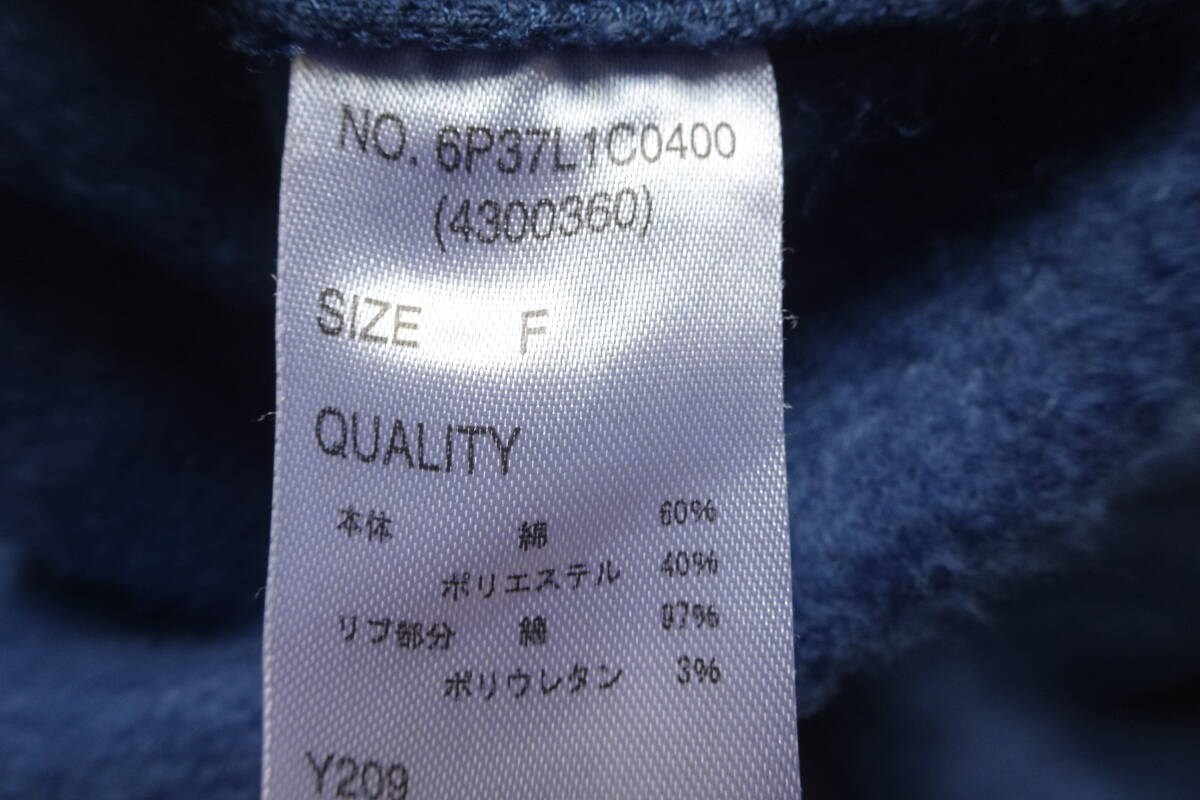 NO. 6P37L1C0400
(4300360)
SIZE F
QUALITY
本体 綿 60%
ポリエステル 40%
リブ部分 綿 97%
ポリウレタン 3%
Y209